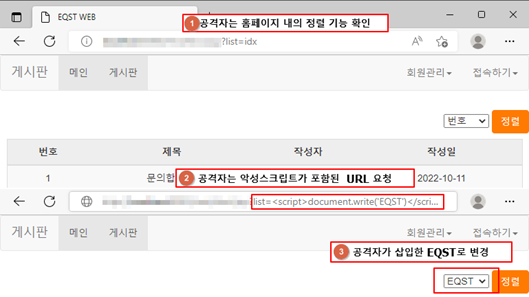 EQST WEB
1 공격자는 홈페이지 내의 정렬 기능 확인
?list=idx
게시판 메인 게시판 회원관리 접속하기
번호 정렬
번호 제목 작성자 작성일
1 문의합 2022-10-11
2 공격자는 악성스크립트가 포함된 URL 요청
list=<script>document.write('EQST')</scri...
게시판 메인 게시판 회원관리 접속하기
3 공격자가 삽입한 EQST로 변경
EQST 정렬